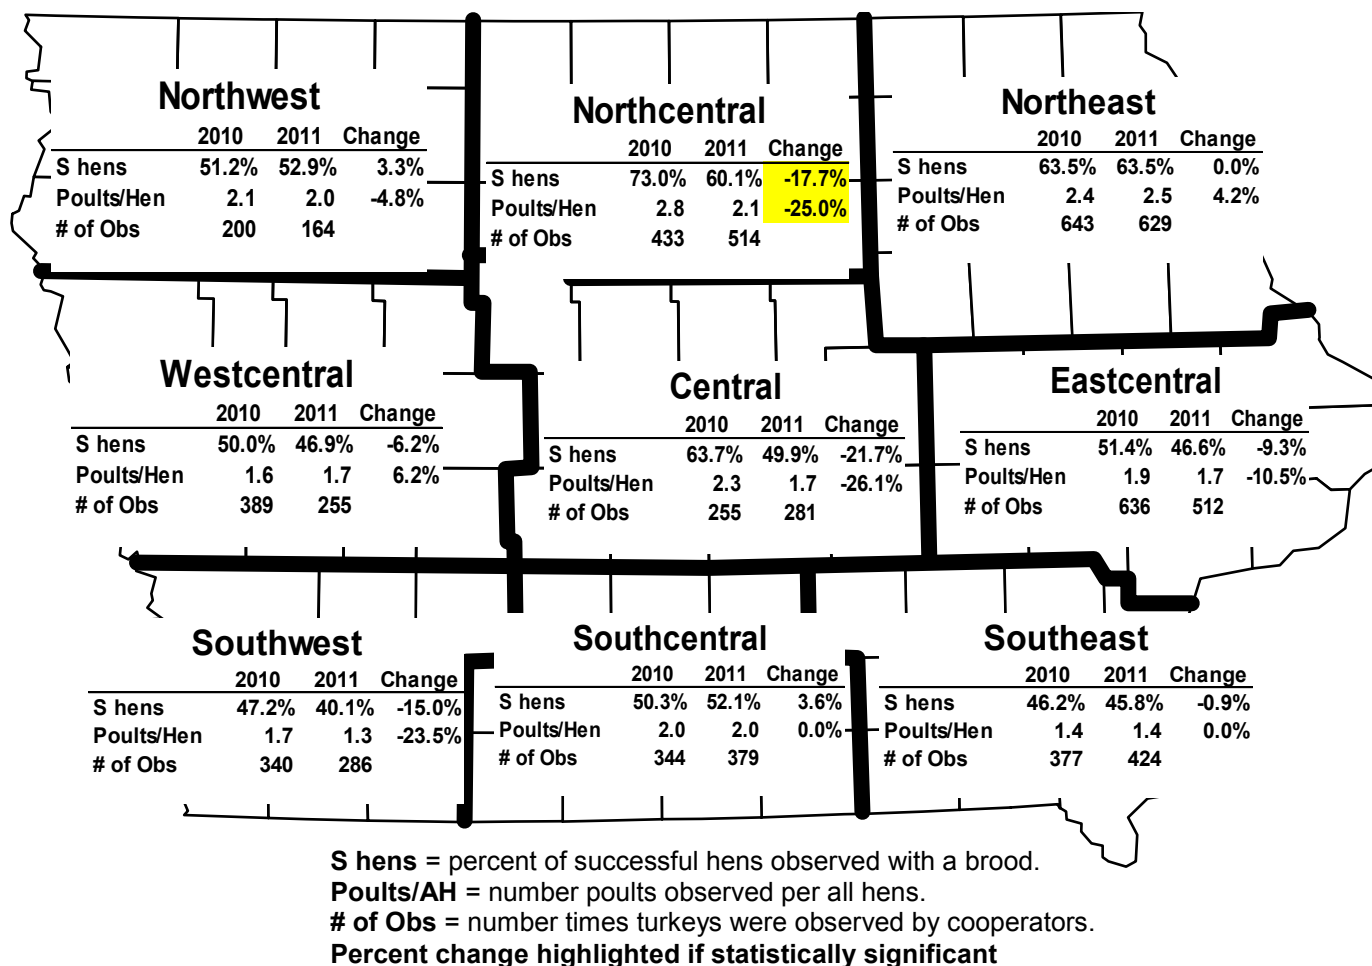 Northwest
2010 2011 Change
S hens 51.2% 52.9% 3.3%
Poults/Hen 2.1 2.0 -4.8%
# of Obs 200 164
Northcentral
2010 2011 Change
S hens 73.0% 60.1% -17.7%
Poults/Hen 2.8 2.1 -25.0%
# of Obs 433 514
Northeast
2010 2011 Change
S hens 63.5% 63.5% 0.0%
Poults/Hen 2.4 2.5 4.2%
# of Obs 643 629
Westcentral
2010 2011 Change
S hens 50.0% 46.9% -6.2%
Poults/Hen 1.6 1.7 6.2%
# of Obs 389 255
Central
2010 2011 Change
S hens 63.7% 49.9% -21.7%
Poults/Hen 2.3 1.7 -26.1%
# of Obs 255 281
Eastcentral
2010 2011 Change
S hens 51.4% 46.6% -9.3%
Poults/Hen 1.9 1.7 -10.5%
# of Obs 636 512
Southwest
2010 2011 Change
S hens 47.2% 40.1% -15.0%
Poults/Hen 1.7 1.3 -23.5%
# of Obs 340 286
Southcentral
2010 2011 Change
S hens 50.3% 52.1% 3.6%
Poults/Hen 2.0 2.0 0.0%
# of Obs 344 379
Southeast
2010 2011 Change
S hens 46.2% 45.8% -0.9%
Poults/Hen 1.4 1.4 0.0%
# of Obs 377 424
S hens = percent of successful hens observed with a brood.
Poults/AH = number poults observed per all hens.
# of Obs = number times turkeys were observed by cooperators.
Percent change highlighted if statistically significant